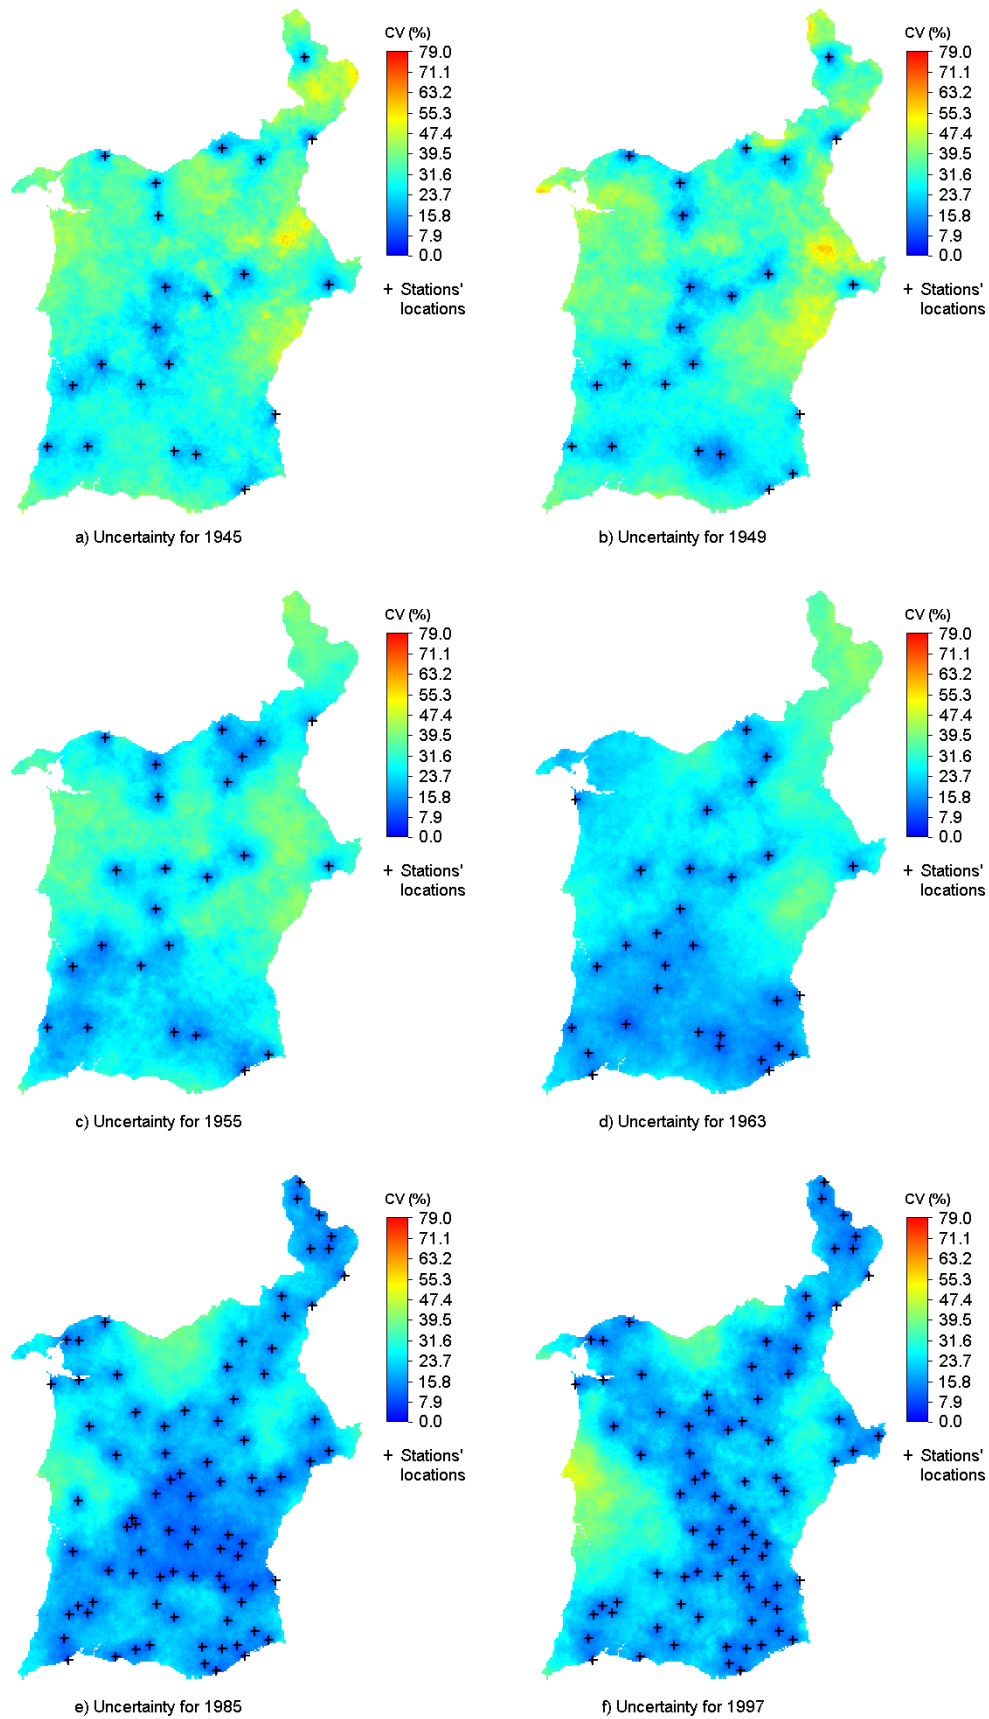 CV (%)
79.0
71.1
63.2
55.3
47.4
39.5
31.6
23.7
15.8
7.9
0.0
+ Stations'
locations
a) Uncertainty for 1945
CV (%)
79.0
71.1
63.2
55.3
47.4
39.5
31.6
23.7
15.8
7.9
0.0
+ Stations'
locations
b) Uncertainty for 1949
CV (%)
79.0
71.1
63.2
55.3
47.4
39.5
31.6
23.7
15.8
7.9
0.0
+ Stations'
locations
c) Uncertainty for 1955
CV (%)
79.0
71.1
63.2
55.3
47.4
39.5
31.6
23.7
15.8
7.9
0.0
+ Stations'
locations
d) Uncertainty for 1963
CV (%)
79.0
71.1
63.2
55.3
47.4
39.5
31.6
23.7
15.8
7.9
0.0
+ Stations'
locations
e) Uncertainty for 1985
CV (%)
79.0
71.1
63.2
55.3
47.4
39.5
31.6
23.7
15.8
7.9
0.0
+ Stations'
locations
f) Uncertainty for 1997